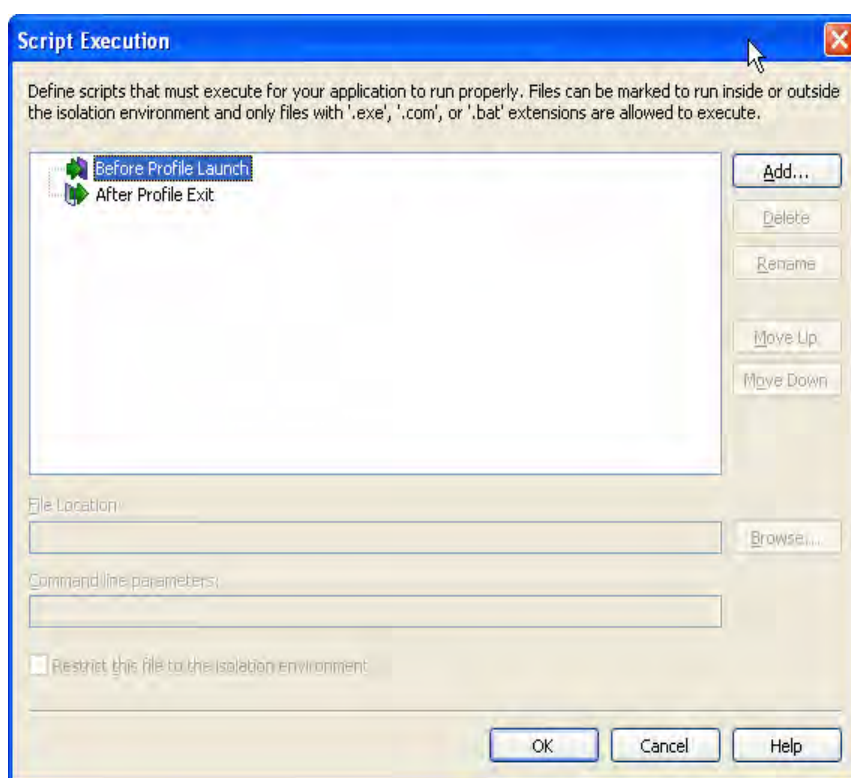 Script Execution
Define scripts that must execute for your application to run properly. Files can be marked to run inside or outside
the isolation environment and only files with '.exe', '.com', or '.bat' extensions are allowed to execute.
Before Profile Launch
After Profile Exit
Add...
Delete
Rename
Move Up
Move Down
File Location
Browse...
Command line parameters:
Restrict this file to the isolation environment
OK
Cancel
Help